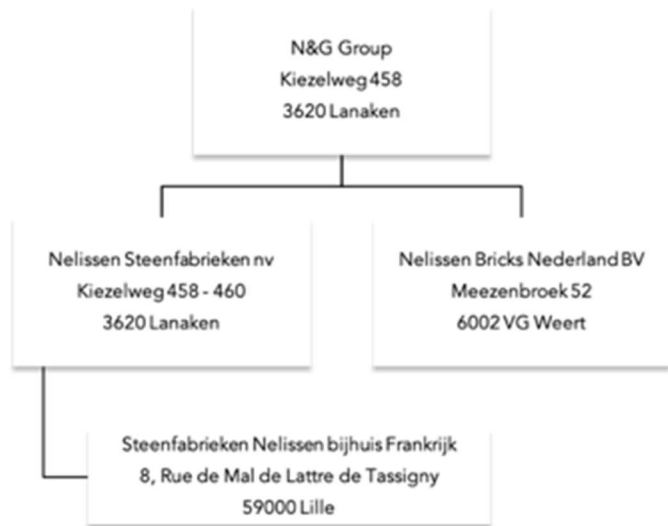 N&G Group
Kiezelweg 458
3620 Lanaken
Nelissen Steenfabrieken nv
Kiezelweg 458 - 460
3620 Lanaken
Nelissen Bricks Nederland BV
Meezenbroek 52
6002 VG Weert
Steenfabrieken Nelissen bijhuis Frankrijk
8, Rue de Mal de Lattre de Tassigny
59000 Lille